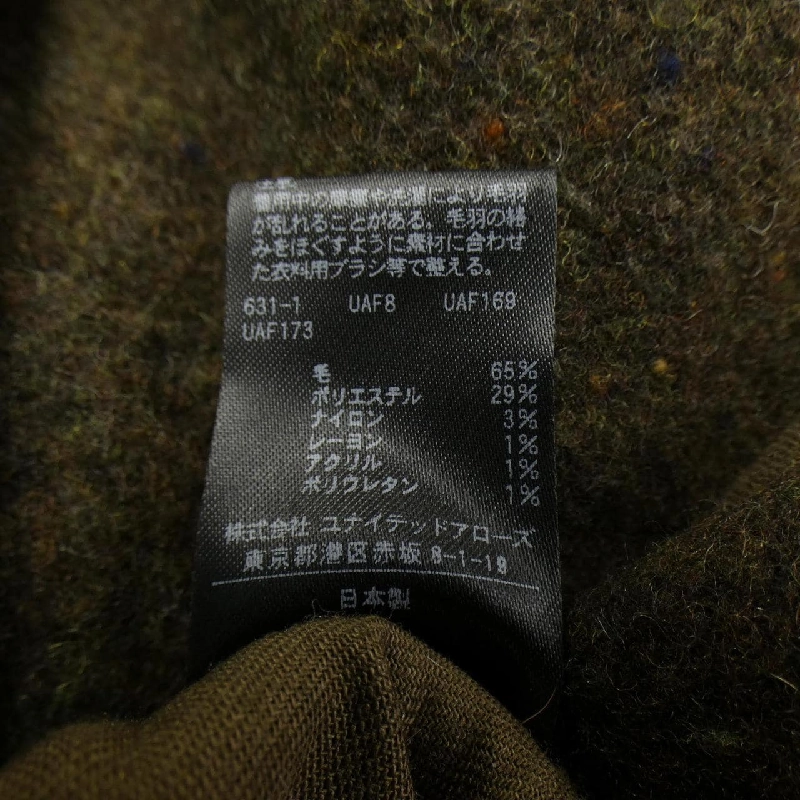 着用中の摩擦や左右により毛羽
が乱れることがある。毛羽の絡
みをほぐすように素材に合わせ
た衣料用ブラシ等で整える。
631-1 UAF8 UAF169
UAF173
毛 65%
ポリエステル 29%
ナイロン 3%
レーヨン 1%
アクリル 1%
ポリウレタン 1%
株式会社 ユナイテッドアローズ
東京都港区赤坂 8-1-19
日本製